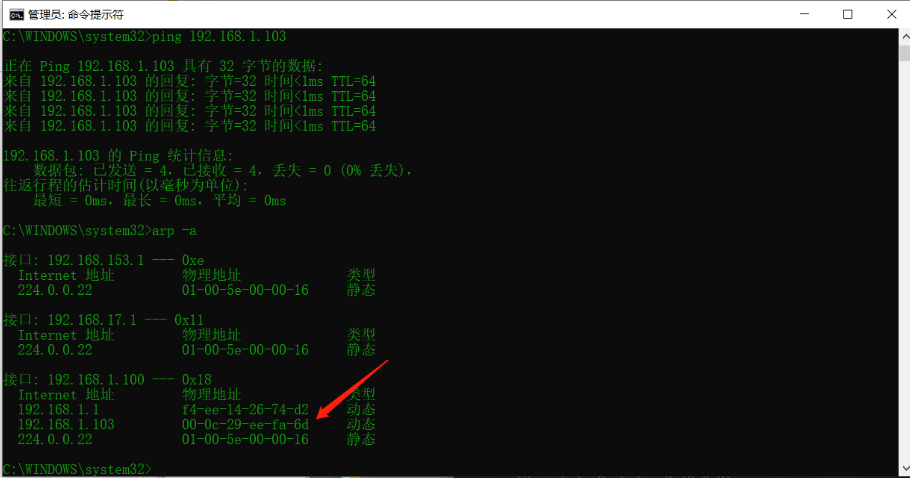 管理员: 命令提示符
C:\WINDOWS\system32>ping 192.168.1.103
正在 Ping 192.168.1.103 具有 32 字节的数据:
来自 192.168.1.103 的回复: 字节=32 时间<1ms TTL=64
来自 192.168.1.103 的回复: 字节=32 时间<1ms TTL=64
来自 192.168.1.103 的回复: 字节=32 时间<1ms TTL=64
来自 192.168.1.103 的回复: 字节=32 时间<1ms TTL=64
192.168.1.103 的 Ping 统计信息:
数据包: 已发送 = 4，已接收 = 4，丢失 = 0 (0% 丢失)，
往返行程的估计时间(以毫秒为单位):
最短 = 0ms，最长 = 0ms，平均 = 0ms
C:\WINDOWS\system32>arp -a
接口: 192.168.153.1 --- 0xe
Internet 地址 物理地址 类型
224.0.0.22 01-00-5e-00-00-16 静态
接口: 192.168.17.1 --- 0x11
Internet 地址 物理地址 类型
224.0.0.22 01-00-5e-00-00-16 静态
接口: 192.168.1.100 --- 0x18
Internet 地址 物理地址 类型
192.168.1.1 f4-ee-14-26-74-d2 动态
192.168.1.103 00-0c-29-ee-fa-6d 动态
224.0.0.22 01-00-5e-00-00-16 静态
C:\WINDOWS\system32>